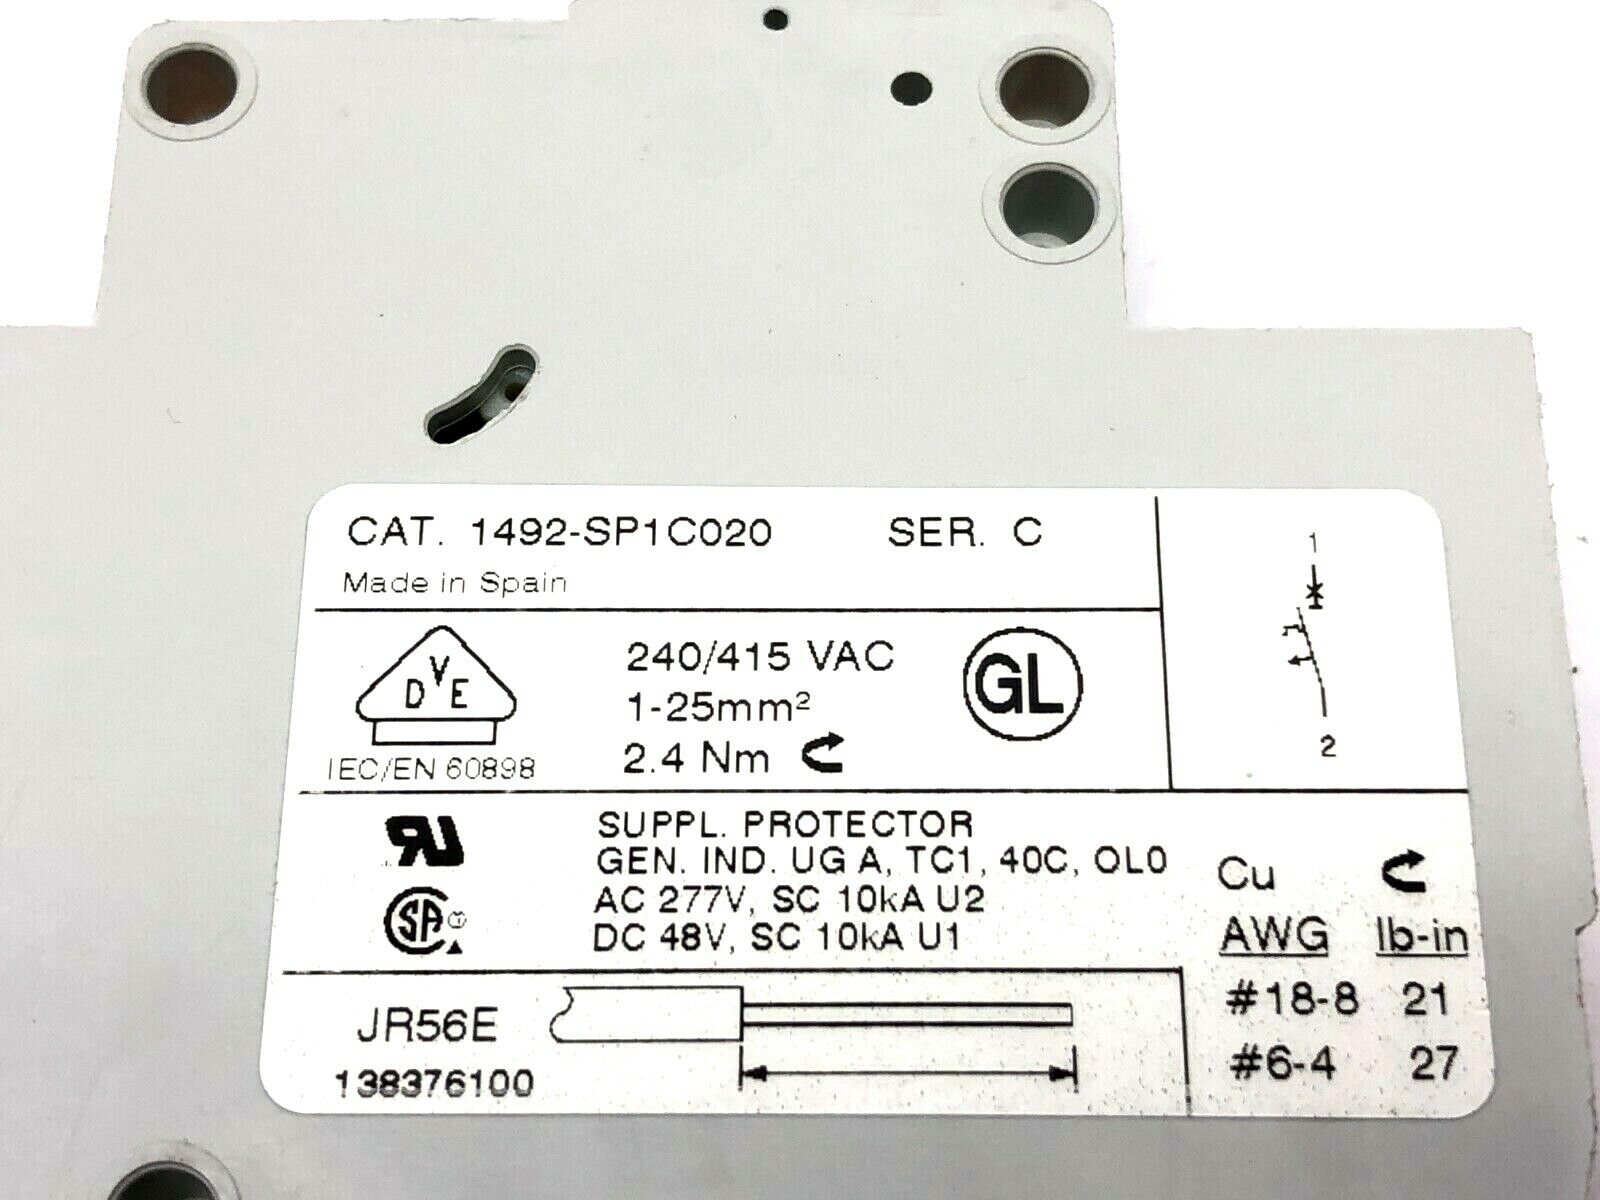 CAT. 1492-SP1C020 SER. C
Made in Spain
1
2
D V E
IEC/EN 60898
240/415 VAC
1-25mm²
2.4 Nm
GL
RU
SUPPL. PROTECTOR
GEN. IND. UG A, TC1, 40C, OL0
AC 277V, SC 10kA U2
DC 48V, SC 10kA U1
SA
Cu
AWG lb-in
#18-8 21
#6-4 27
JR56E
138376100